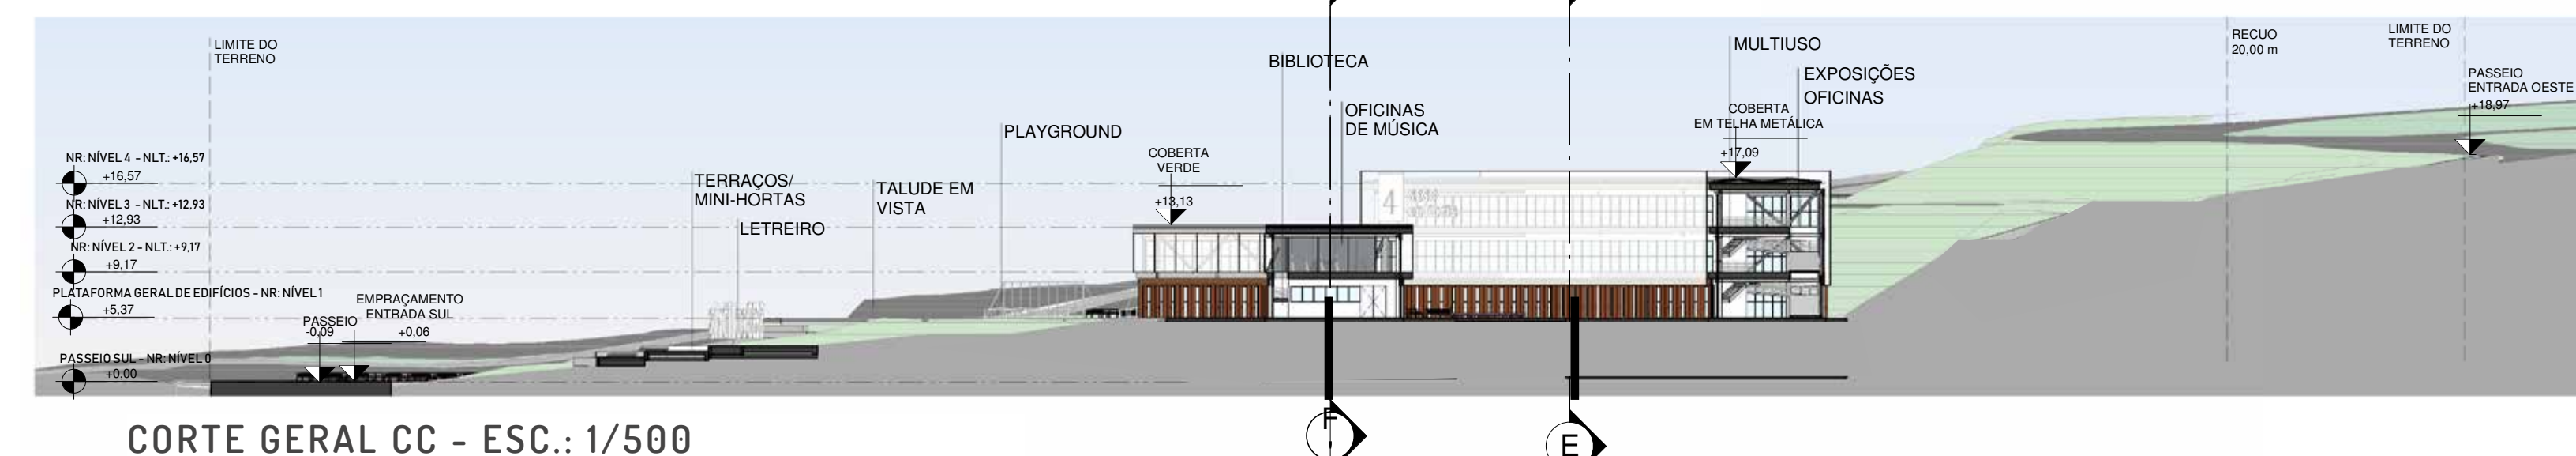 LIMITE DO
TERRENO
BIBLIOTECA
MULTIUSO
RECUO
20,00 m
LIMITE DO
TERRENO
EXPOSIÇÕES
OFICINAS
PASSEIO
ENTRADA OESTE
+18,97
COBERTA
EM TELHA METÁLICA
+17,09
OFICINAS
DE MÚSICA
PLAYGROUND
COBERTA
VERDE
+13,13
TERRAÇOS/
MINI-HORTAS
TALUDE EM
VISTA
LETREIRO
4
NR: NÍVEL 4 - NLT.: +16,57
+16,57
NR: NÍVEL 3 - NLT.: +12,93
+12,93
NR: NÍVEL 2 - NLT.: +9,17
+9,17
PLATAFORMA GERAL DE EDIFÍCIOS - NR: NÍVEL 1
+5,37
EMPRAÇAMENTO
ENTRADA SUL
+0,06
PASSEIO
-0,09
PASSEIO SUL - NR: NÍVEL 0
+0,00
F
E
CORTE GERAL CC - ESC.: 1/500